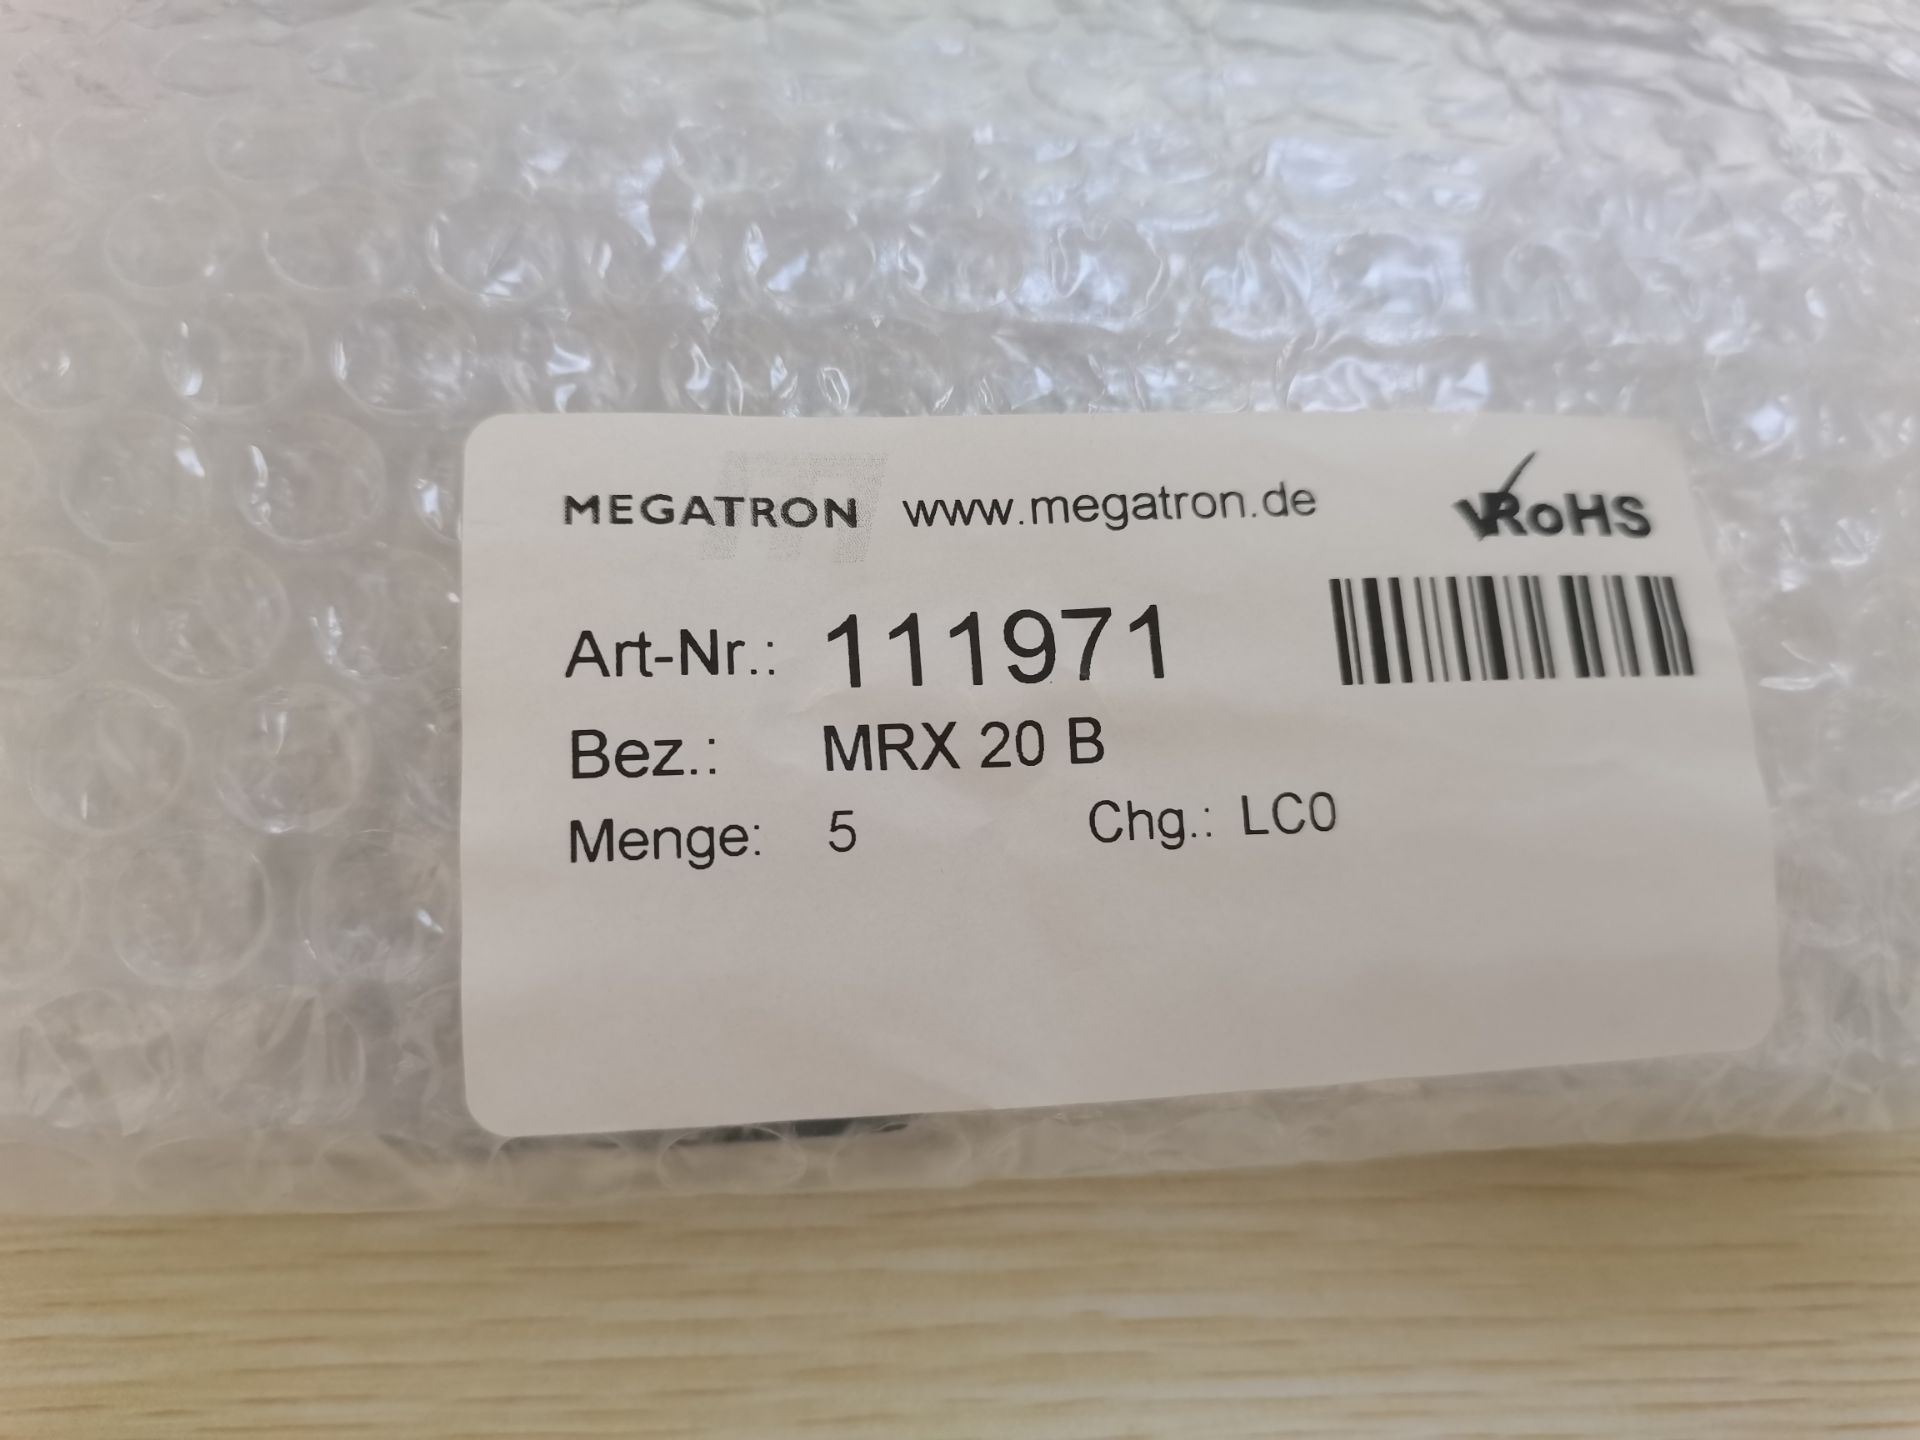 MEGATRON www.megatron.de RoHS
Art-Nr.: 111971
Bez.: MRX 20 B
Menge: 5 Chg.: LC0